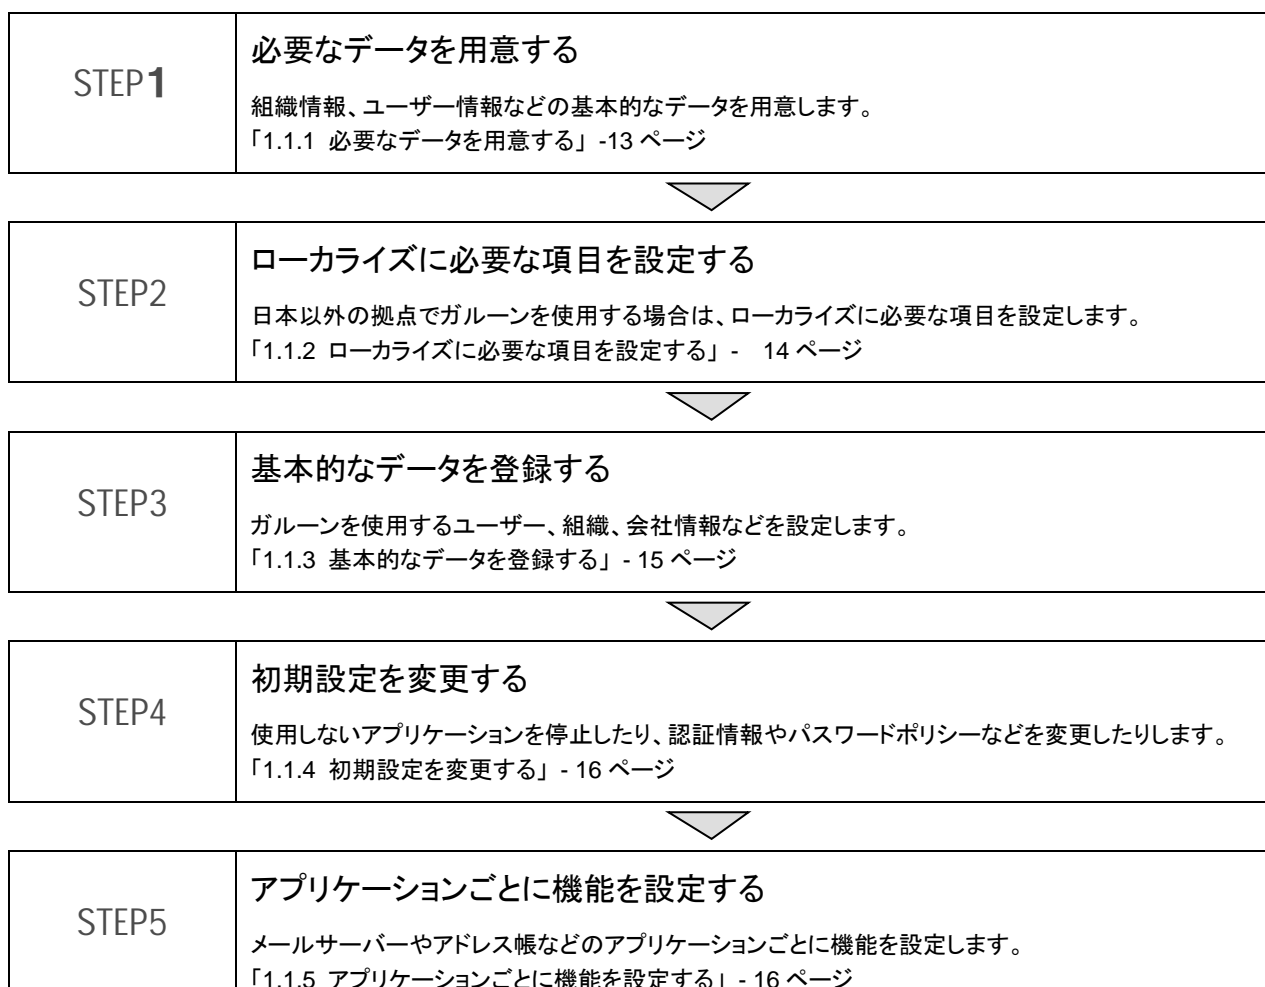 STEP1
必要なデータを用意する
組織情報、ユーザー情報などの基本的なデータを用意します。
「1.1.1 必要なデータを用意する」 -13 ページ
STEP2
ローカライズに必要な項目を設定する
日本以外の拠点でガルーンを使用する場合は、ローカライズに必要な項目を設定します。
「1.1.2 ローカライズに必要な項目を設定する」 -　14 ページ
STEP3
基本的なデータを登録する
ガルーンを使用するユーザー、組織、会社情報などを設定します。
「1.1.3 基本的なデータを登録する」 - 15 ページ
STEP4
初期設定を変更する
使用しないアプリケーションを停止したり、認証情報やパスワードポリシーなどを変更したりします。
「1.1.4 初期設定を変更する」 - 16 ページ
STEP5
アプリケーションごとに機能を設定する
メールサーバーやアドレス帳などのアプリケーションごとに機能を設定します。
「1.1.5 アプリケーションごとに機能を設定する」 - 16 ページ